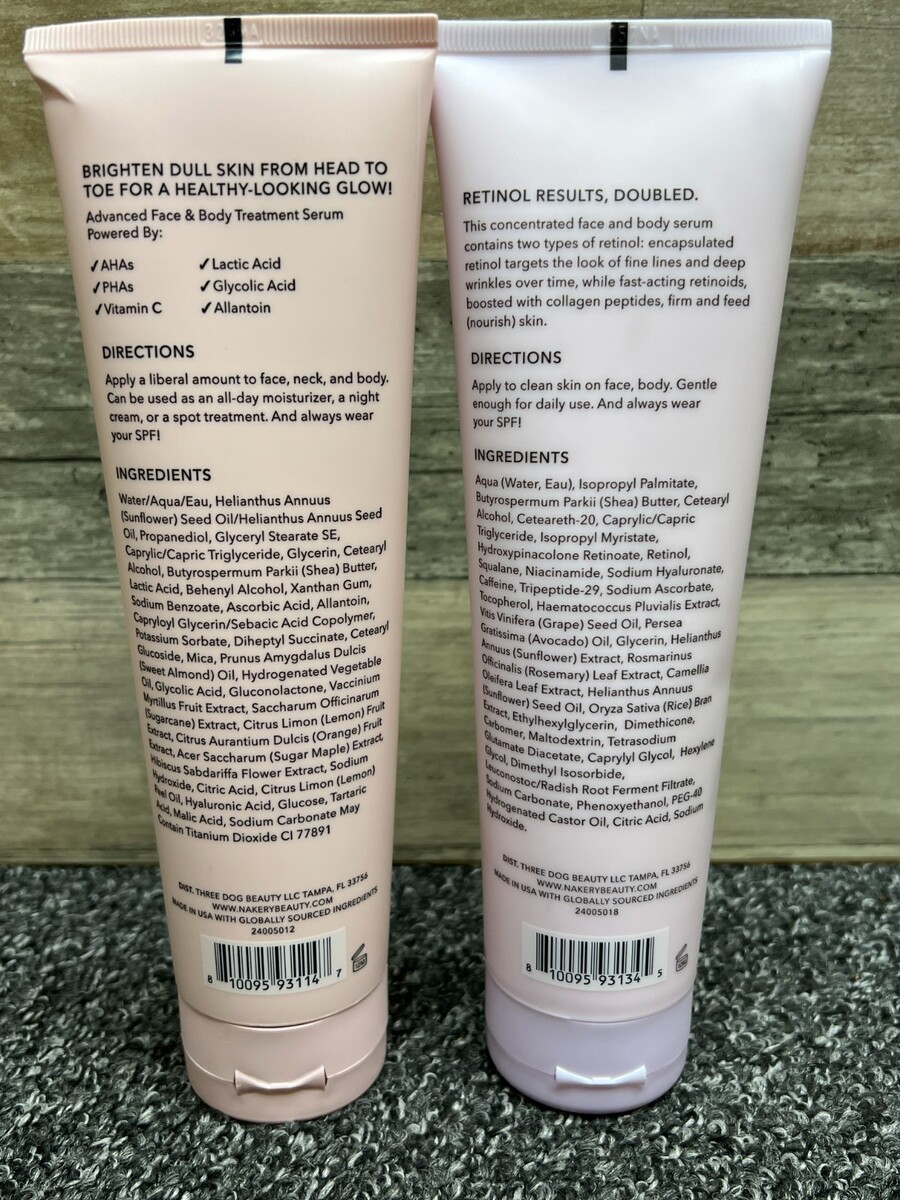 BRIGHTEN DULL SKIN FROM HEAD TO
TOE FOR A HEALTHY-LOOKING GLOW!
Advanced Face & Body Treatment Serum
Powered By:
✓AHAs ✓Lactic Acid
✓PHAs ✓Glycolic Acid
✓Vitamin C ✓Allantoin
DIRECTIONS
Apply a liberal amount to face, neck, and body.
Can be used as an all-day moisturizer, a night
cream, or a spot treatment. And always wear
your SPF!
INGREDIENTS
Water/Aqua/Eau, Helianthus Annuus
(Sunflower) Seed Oil/Helianthus Annuus Seed
Oil, Propanediol, Glyceryl Stearate SE,
Caprylic/Capric Triglyceride, Glycerin, Cetearyl
Alcohol, Butyrospermum Parkii (Shea) Butter,
Lactic Acid, Behenyl Alcohol, Xanthan Gum,
Sodium Benzoate, Ascorbic Acid, Allantoin,
Capryloyl Glycerin/Sebacic Acid Copolymer,
Potassium Sorbate, Diheptyl Succinate, Cetearyl
Glucoside, Mica, Prunus Amygdalus Dulcis
(Sweet Almond) Oil, Hydrogenated Vegetable
Oil, Glycolic Acid, Gluconolactone, Vaccinium
Myrtillus Fruit Extract, Saccharum Officinarum
(Sugarcane) Extract, Citrus Limon (Lemon) Fruit
Extract, Citrus Aurantium Dulcis (Orange) Fruit
Extract, Acer Saccharum (Sugar Maple) Extract,
Hibiscus Sabdariffa Flower Extract, Sodium
Hydroxide, Citric Acid, Citrus Limon (Lemon)
Peel Oil, Hyaluronic Acid, Glucose, Tartaric
Acid, Malic Acid, Sodium Carbonate May
Contain Titanium Dioxide CI 77891
DIST. THREE DOG BEAUTY LLC TAMPA, FL 33756
WWW.NAKERYBEAUTY.COM
MADE IN USA WITH GLOBALLY SOURCED INGREDIENTS
24005012
8 10095 93114 7
RETINOL RESULTS, DOUBLED.
This concentrated face and body serum
contains two types of retinol: encapsulated
retinol targets the look of fine lines and deep
wrinkles over time, while fast-acting retinoids,
boosted with collagen peptides, firm and feed
(nourish) skin.
DIRECTIONS
Apply to clean skin on face, body. Gentle
enough for daily use. And always wear
your SPF!
INGREDIENTS
Aqua (Water, Eau), Isopropyl Palmitate,
Butyrospermum Parkii (Shea) Butter, Cetearyl
Alcohol, Ceteareth-20, Caprylic/Capric
Triglyceride, Isopropyl Myristate,
Hydroxypinacolone Retinoate, Retinol,
Squalane, Niacinamide, Sodium Hyaluronate,
Caffeine, Tripeptide-29, Sodium Ascorbate,
Tocopherol, Haematococcus Pluvialis Extract,
Vitis Vinifera (Grape) Seed Oil, Persea
Gratissima (Avocado) Oil, Glycerin, Helianthus
Annuus (Sunflower) Extract, Rosmarinus
Officinalis (Rosemary) Leaf Extract, Camellia
Oleifera Leaf Extract, Helianthus Annuus
(Sunflower) Seed Oil, Oryza Sativa (Rice) Bran
Extract, Ethylhexylglycerin, Dimethicone,
Carbomer, Maltodextrin, Tetrasodium
Glutamate Diacetate, Caprylyl Glycol, Hexylene
Glycol, Dimethyl Isosorbide,
Leuconostoc/Radish Root Ferment Filtrate,
Sodium Carbonate, Phenoxyethanol, PEG-40
Hydrogenated Castor Oil, Citric Acid, Sodium
Hydroxide.
DIST. THREE DOG BEAUTY LLC TAMPA, FL 33756
WWW.NAKERYBEAUTY.COM
MADE IN USA WITH GLOBALLY SOURCED INGREDIENTS
24005018
8 10095 93134 5